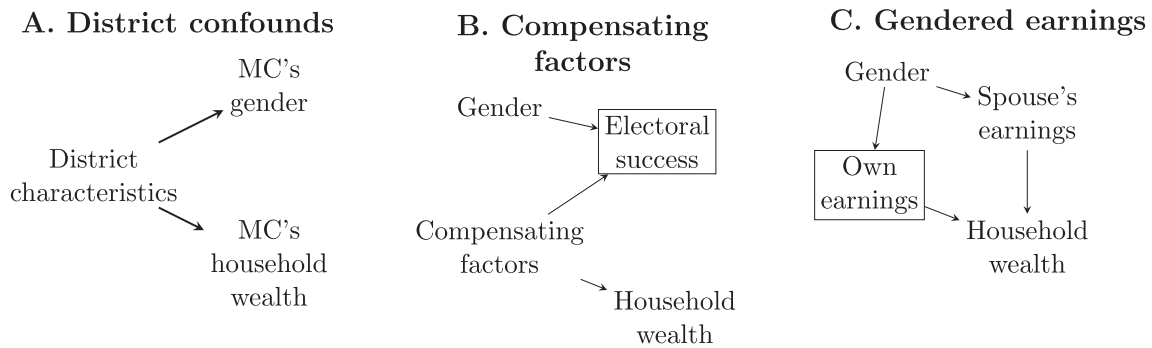 A. District confounds
MC's
gender
District
characteristics
MC's
household
wealth
B. Compensating
factors
Gender
Electoral
success
Compensating
factors
Household
wealth
C. Gendered earnings
Gender
Spouse's
earnings
Own
earnings
Household
wealth